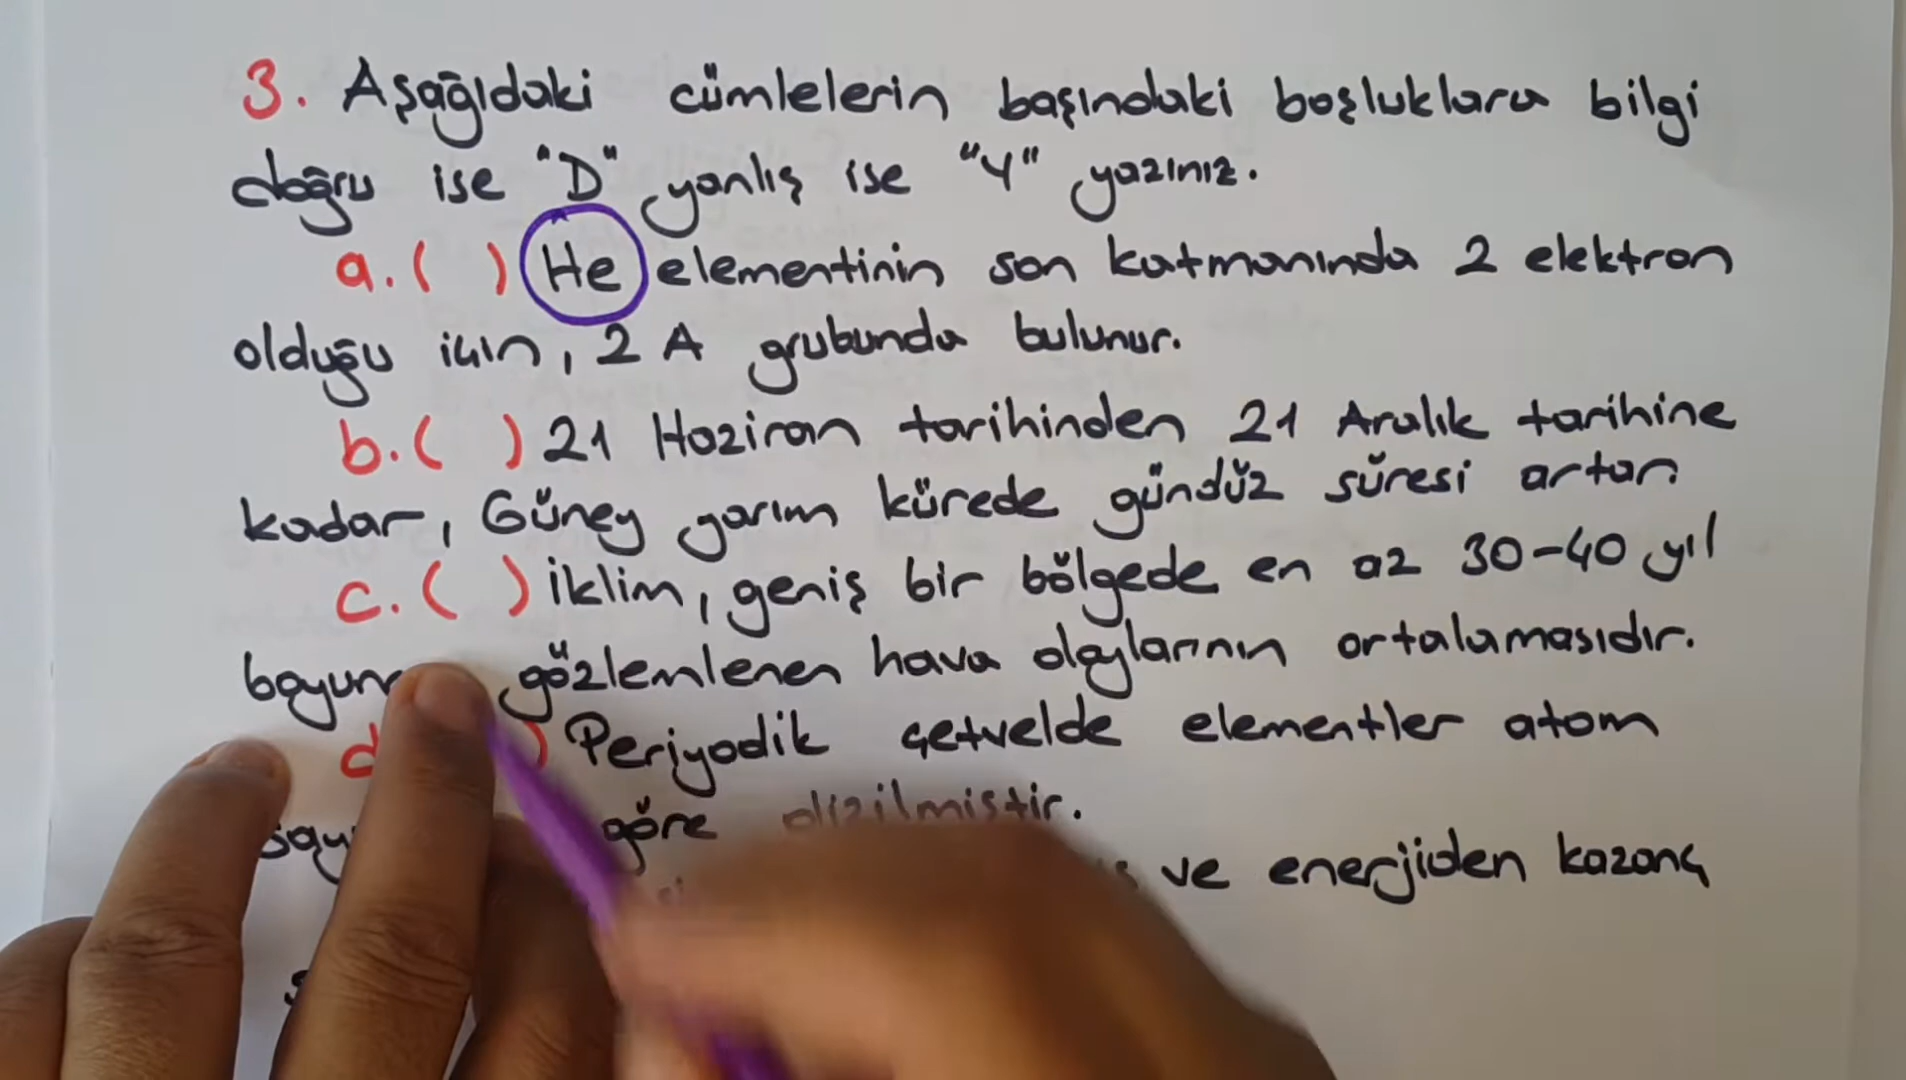 3. Aşağıdaki cümlelerin başındaki boşluklara bilgi
doğru ise "D" yanlış ise "Y" yazınız.
a. ( ) He elementinin son katmanında 2 elektron
olduğu için, 2 A grubunda bulunur.
b. ( ) 21 Haziran tarihinden 21 Aralık tarihine
kadar, Güney yarım kürede gündüz süresi artar.
c. ( ) İklim, geniş bir bölgede en az 30-40 yıl
gözlemlenen hava olaylarının ortalamasıdır.
d ) Periyodik çetvelde elementler atom
göre dizilmiştir.
ve enerjiden kazanç